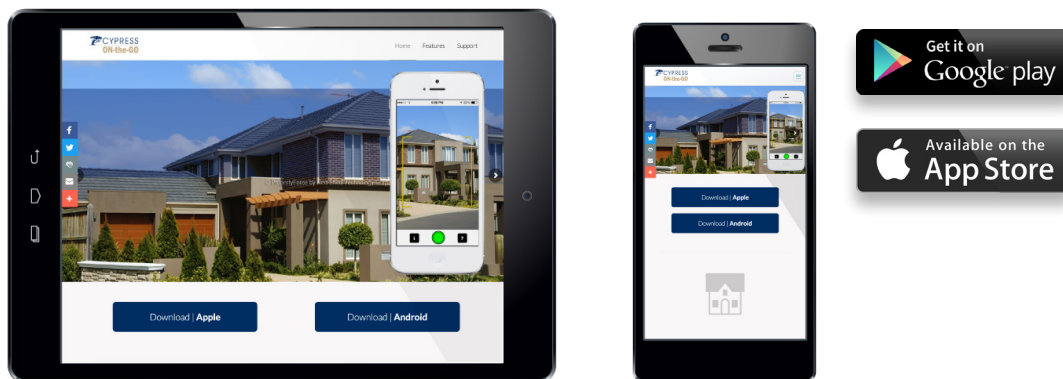 CYPRESS
ON-the-GO
Home Features Support
Download | Apple
Download | Android
CYPRESS
ON-the-GO
Download | Apple
Download | Android
Get it on
Google play
Available on the
App Store